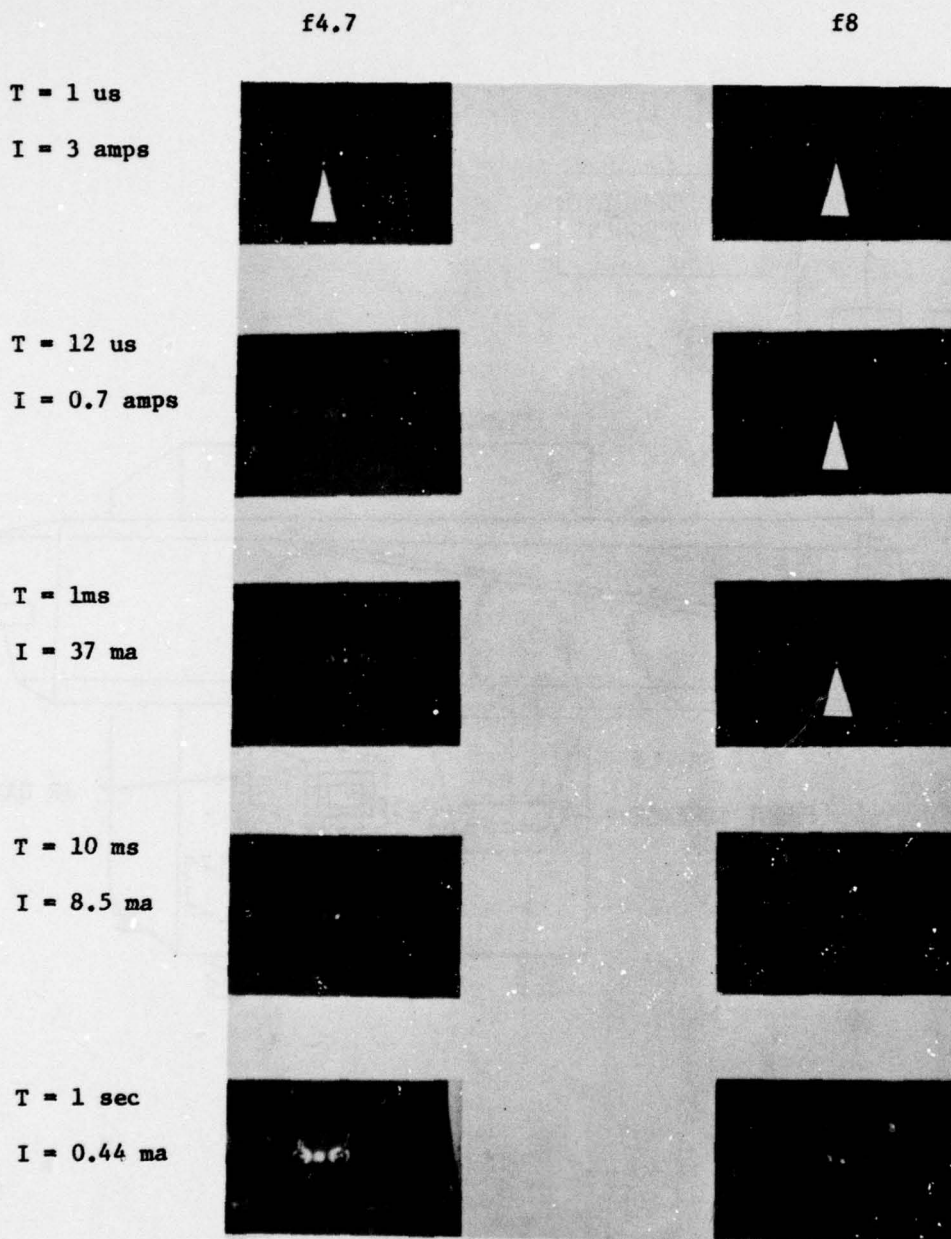 f4.7 f8
T = 1 us
I = 3 amps
T = 12 us
I = 0.7 amps
T = 1ms
I = 37 ma
T = 10 ms
I = 8.5 ma
T = 1 sec
I = 0.44 ma